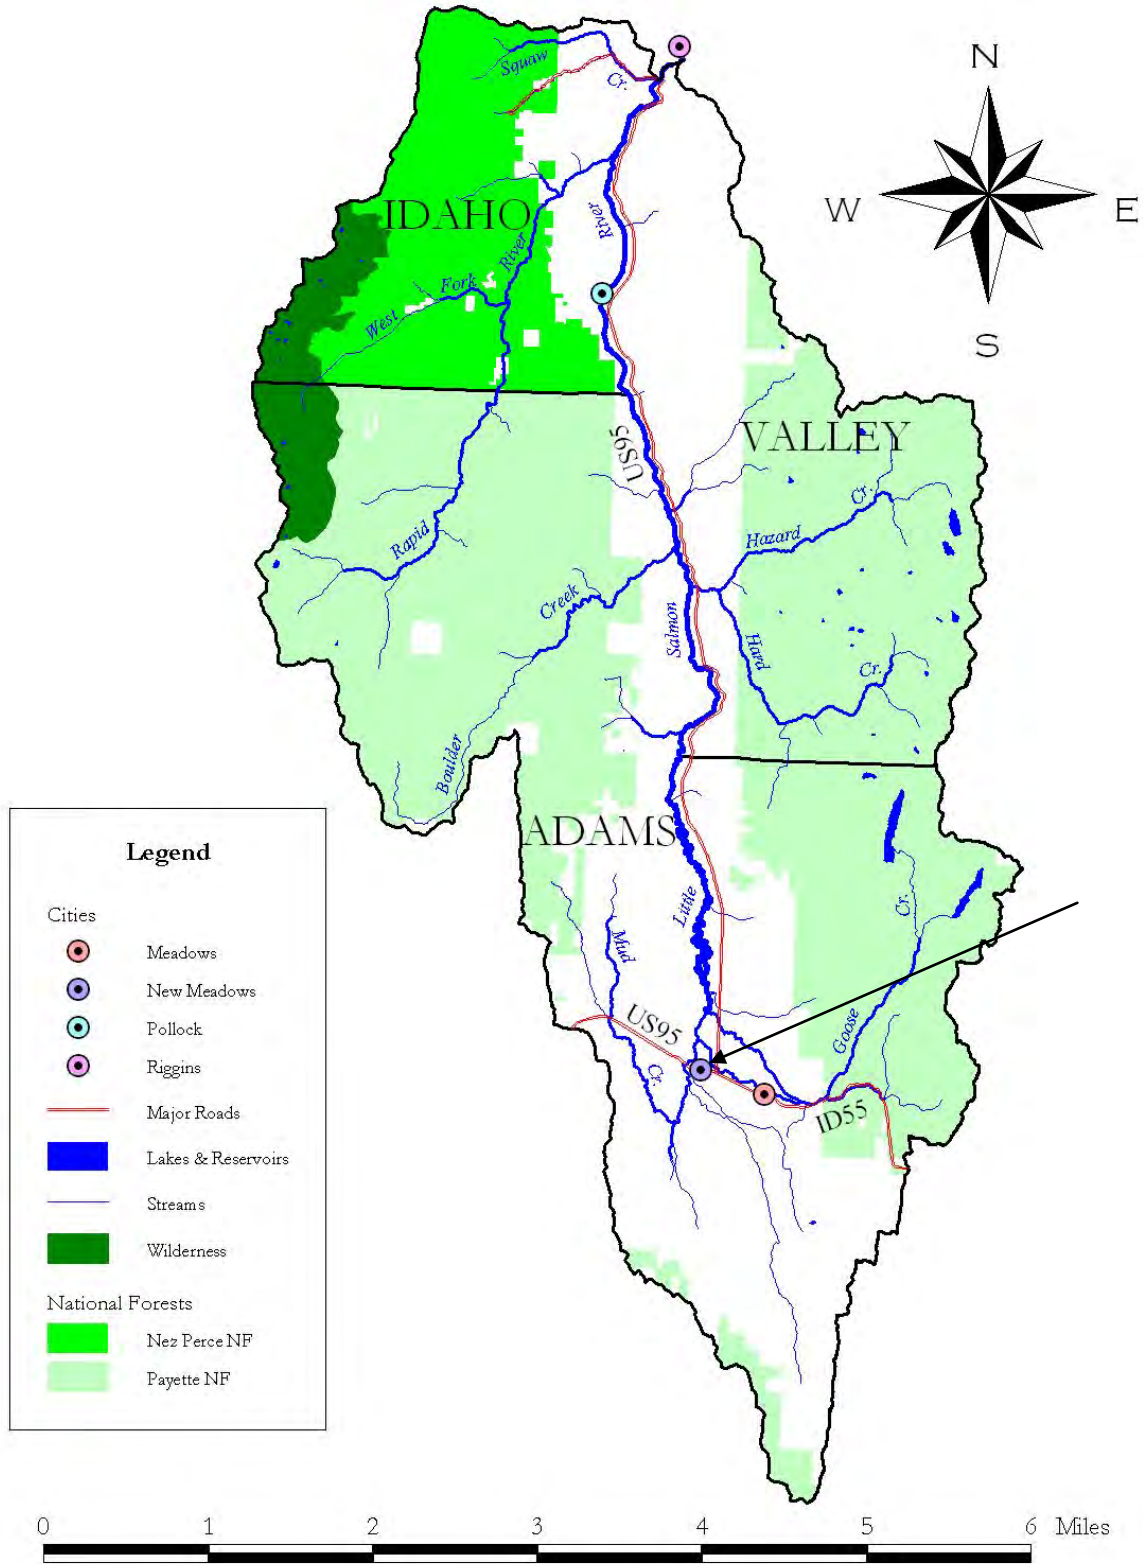 N
W
E
S
Squaw
Cr.
IDAHO
River
River
Fork
West
US95
VALLEY
Cr.
Hazard
Rapid
Creek
Salmon
Hard
Cr.
Boulder
ADAMS
Little
Cr.
Mud
US95
Goose
Cr.
ID55
Legend
Cities
Meadows
New Meadows
Pollock
Riggins
Major Roads
Lakes & Reservoirs
Streams
Wilderness
National Forests
Nez Perce NF
Payette NF
0 1 2 3 4 5 6 Miles